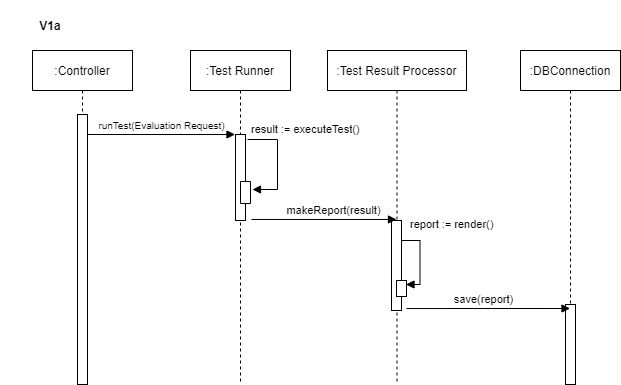 V1a
:Controller
:Test Runner
:Test Result Processor
:DBConnection
runTest(Evaluation Request)
result := executeTest()
makeReport(result)
report := render()
save(report)